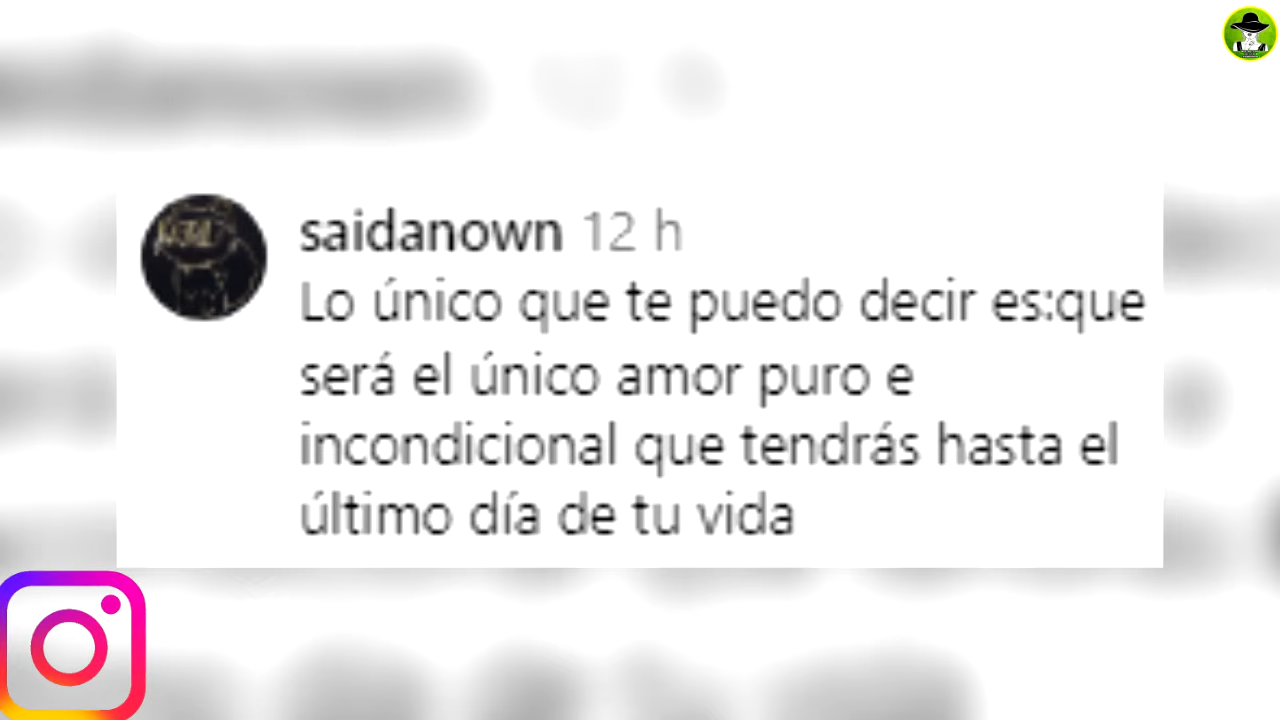 saidanown 12 h
Lo único que te puedo decir es:que
será el único amor puro e
incondicional que tendrás hasta el
último día de tu vida